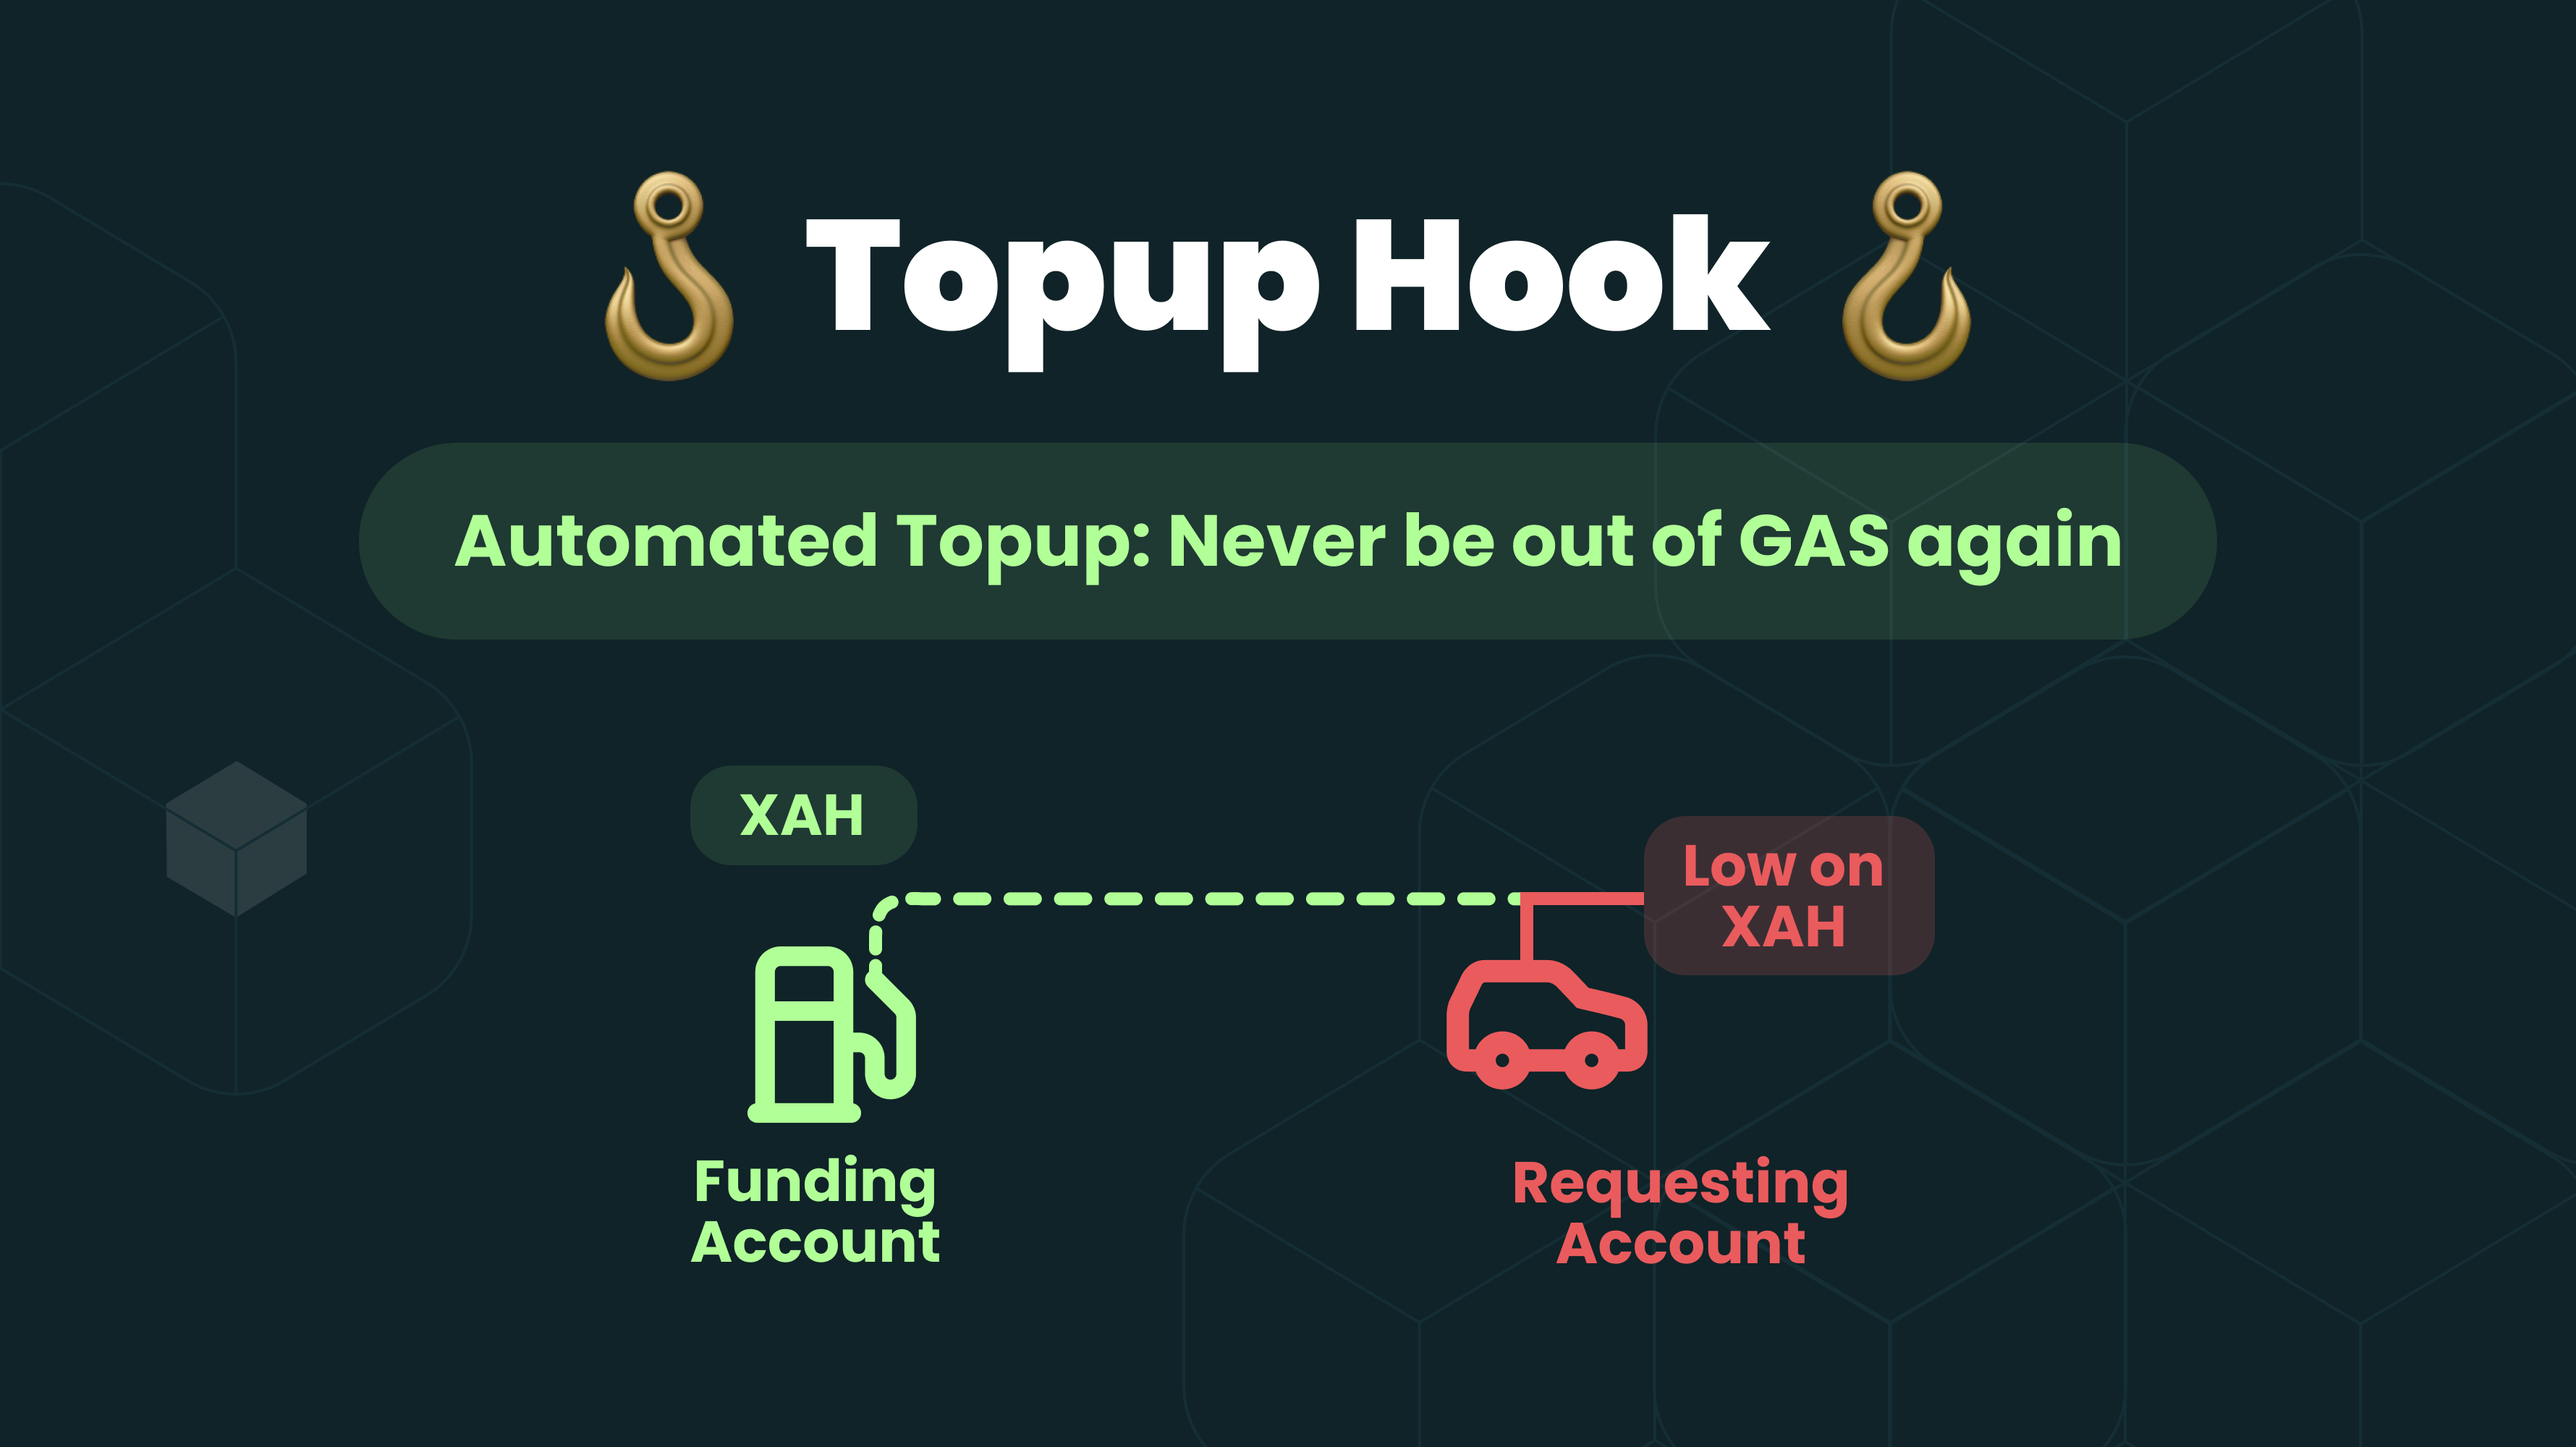 Topup Hook
Automated Topup: Never be out of GAS again
XAH
Low on
XAH
Funding
Account
Requesting
Account